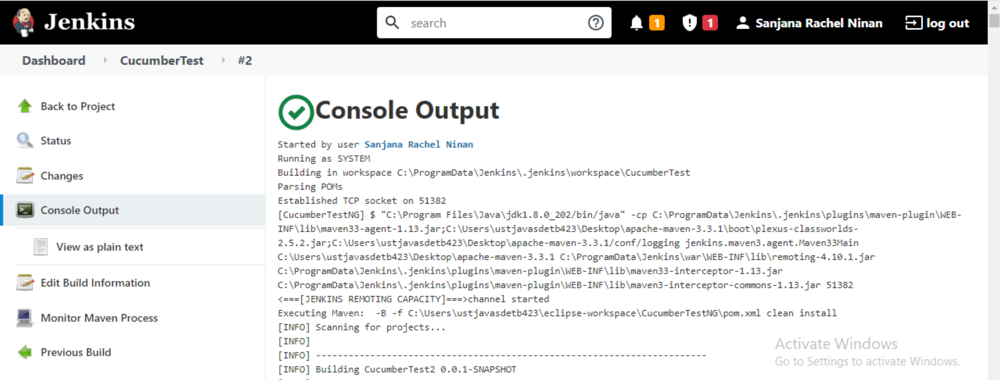 Jenkins
search
1
1
Sanjana Rachel Ninan
log out
Dashboard
CucumberTest
#2
Back to Project
Status
Changes
Console Output
View as plain text
Edit Build Information
Monitor Maven Process
Previous Build
Console Output
Started by user Sanjana Rachel Ninan
Running as SYSTEM
Building in workspace C:\ProgramData\Jenkins\.jenkins\workspace\CucumberTest
Parsing POMs
Established TCP socket on 51382
[CucumberTestNG] $ "C:\Program Files\Java\jdk1.8.0_202/bin/java" -cp C:\ProgramData\Jenkins\.jenkins\plugins\maven-plugin\WEB-
INF\lib\maven33-agent-1.13.jar;C:\Users\ustjavasdetb423\Desktop\apache-maven-3.3.1\boot\plexus-classworlds-
2.5.2.jar;C:\Users\ustjavasdetb423\Desktop\apache-maven-3.3.1/conf/logging jenkins.maven3.agent.Maven33Main
C:\Users\ustjavasdetb423\Desktop\apache-maven-3.3.1 C:\ProgramData\Jenkins\war\WEB-INF\lib\remoting-4.10.1.jar
C:\ProgramData\Jenkins\.jenkins\plugins\maven-plugin\WEB-INF\lib\maven33-interceptor-1.13.jar
C:\ProgramData\Jenkins\.jenkins\plugins\maven-plugin\WEB-INF\lib\maven3-interceptor-commons-1.13.jar 51382
<===[JENKINS REMOTING CAPACITY]===>channel started
Executing Maven:  -B -f C:\Users\ustjavasdetb423\eclipse-workspace\CucumberTestNG\pom.xml clean install
[INFO] Scanning for projects...
[INFO]
[INFO] ------------------------------------------------------------------------
[INFO] Building CucumberTest2 0.0.1-SNAPSHOT
Activate Windows
Go to Settings to activate Windows.